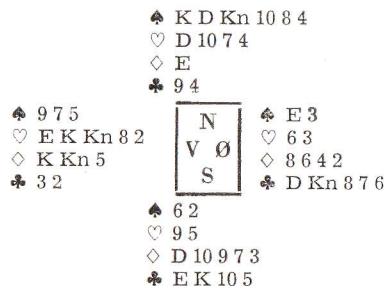 ♠ K D Kn 10 8 4
♡ D 10 7 4
♢ E
♣ 9 4
♠ 9 7 5
♡ E K Kn 8 2
♢ K Kn 5
♣ 3 2
N
V Ø
S
♠ E 3
♡ 6 3
♢ 8 6 4 2
♣ D Kn 8 7 6
♠ 6 2
♡ 9 5
♢ D 10 9 7 3
♣ E K 10 5